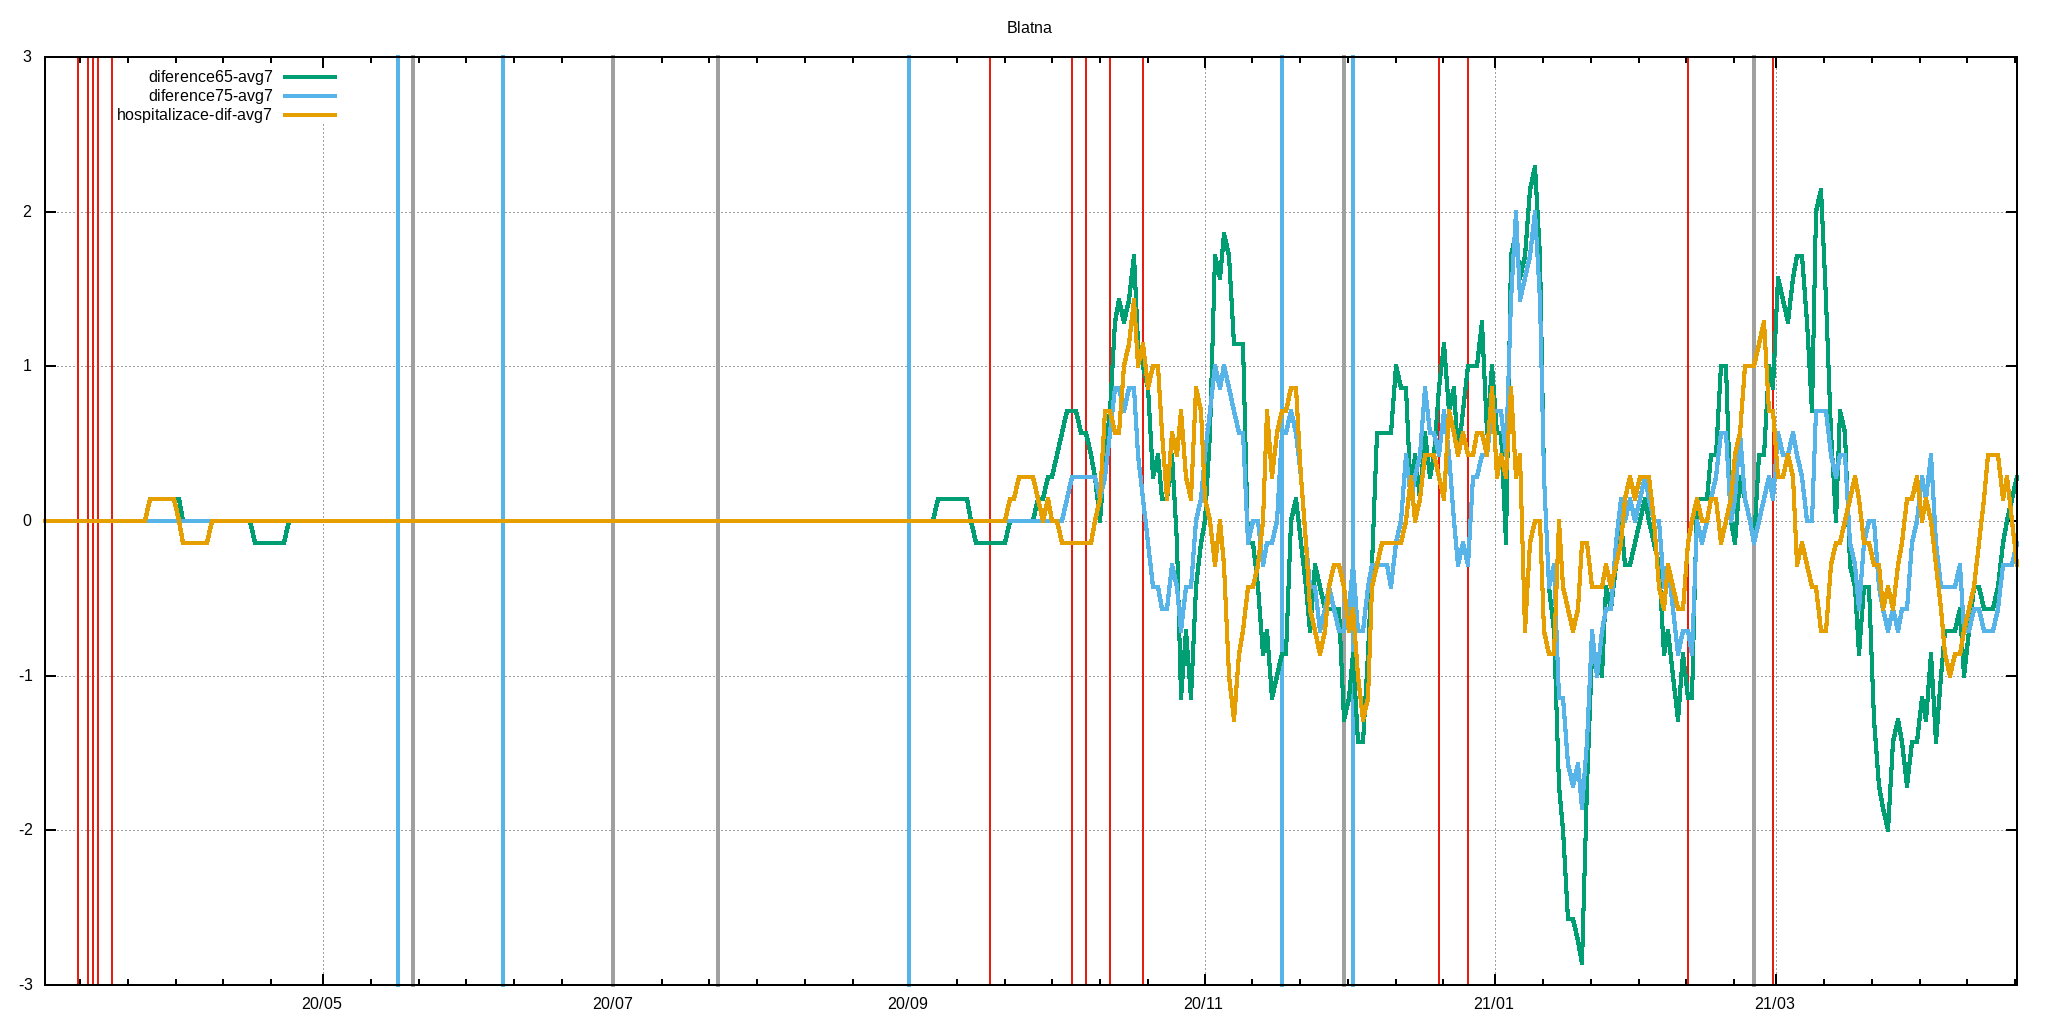 Blatna
diference65-avg7
diference75-avg7
hospitalizace-dif-avg7
3
2
1
0
-1
-2
-3
20/05 20/07 20/09 20/11 21/01 21/03